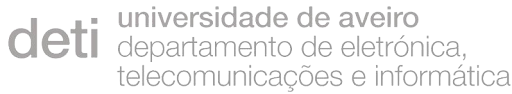 deti
universidade de aveiro
departamento de eletrónica,
telecomunicações e informática